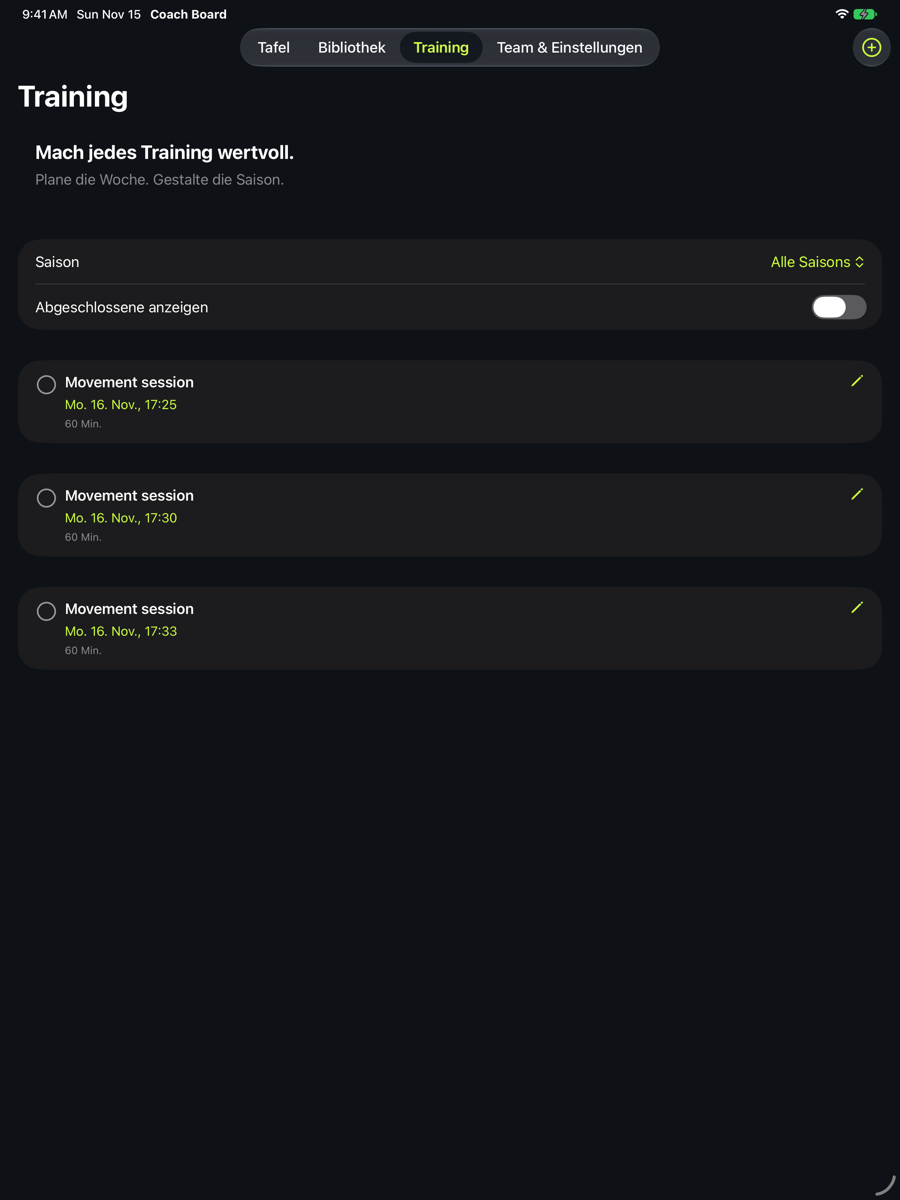 9:41 AM Sun Nov 15 Coach Board
Tafel Bibliothek Training Team & Einstellungen
Training
Mach jedes Training wertvoll.
Plane die Woche. Gestalte die Saison.
Saison Alle Saisons
Abgeschlossene anzeigen
Movement session
Mo. 16. Nov., 17:25
60 Min.
Movement session
Mo. 16. Nov., 17:30
60 Min.
Movement session
Mo. 16. Nov., 17:33
60 Min.